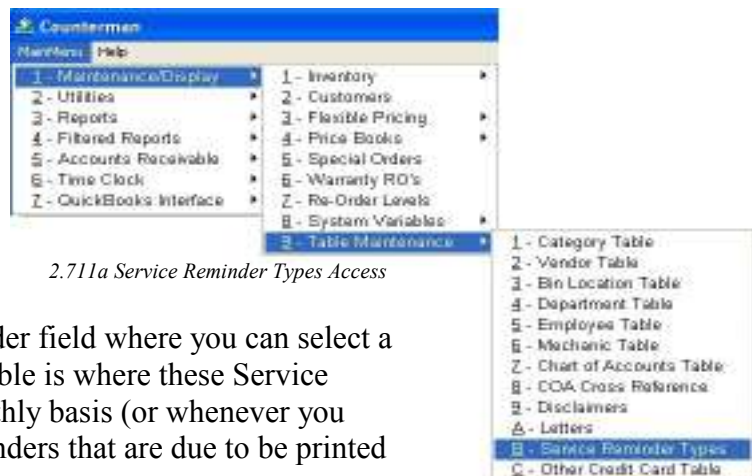 Counterman
MainMenu Help
1 - Maintenance/Display
2 - Utilities
3 - Reports
4 - Filtered Reports
5 - Accounts Receivable
6 - Time Clock
7 - QuickBooks Interface
1 - Inventory
2 - Customers
3 - Flexible Pricing
4 - Price Books
5 - Special Orders
6 - Warranty RO's
7 - Re-Order Levels
8 - System Variables
9 - Table Maintenance
1 - Category Table
2 - Vendor Table
3 - Bin Location Table
4 - Department Table
5 - Employee Table
6 - Mechanic Table
7 - Chart of Accounts Table
8 - COA Cross Reference
9 - Disclaimers
A - Letters
B - Service Reminder Types
C - Other Credit Card Table
2.711a Service Reminder Types Access
der field where you can select a
ble is where these Service
thly basis (or whenever you
nders that are due to be printed